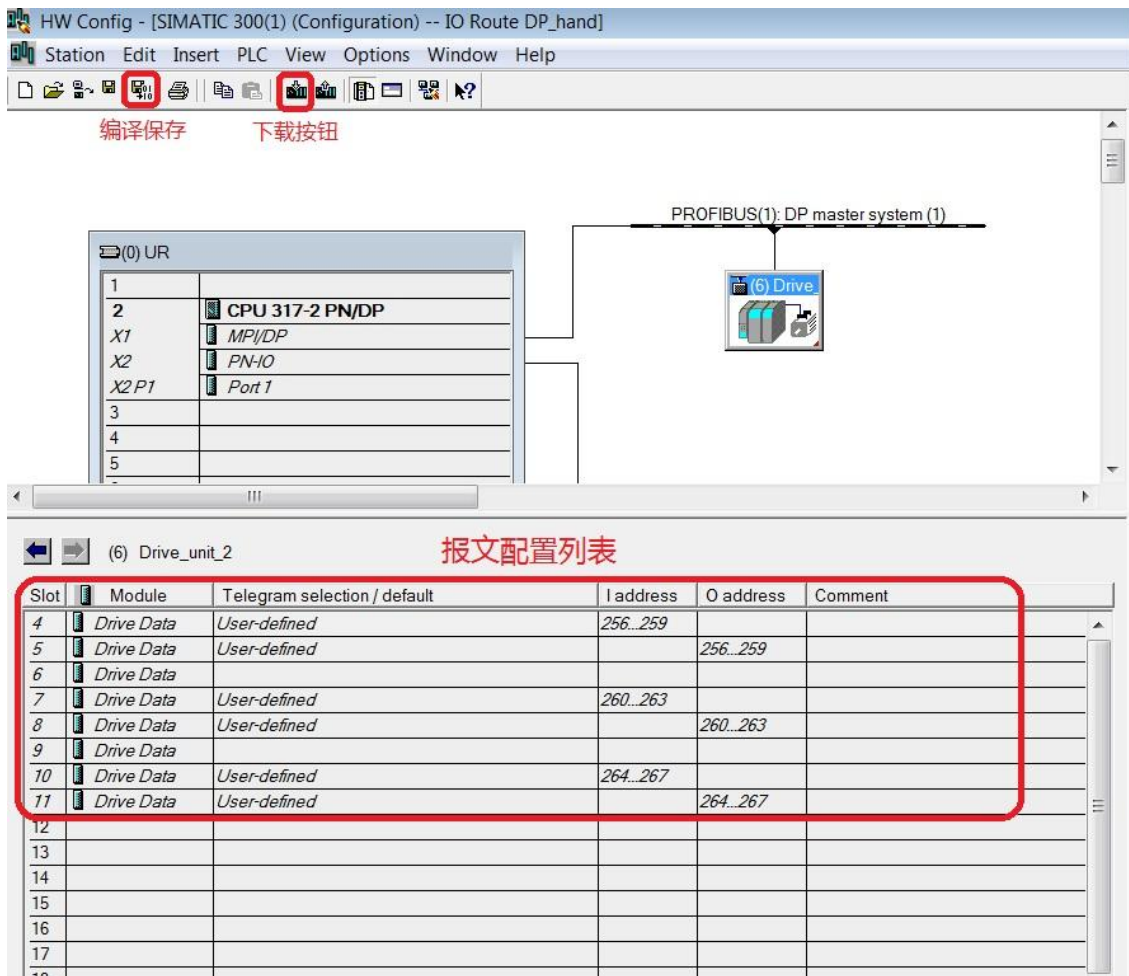 HW Config - [SIMATIC 300(1) (Configuration) -- IO Route DP_hand]
Station Edit Insert PLC View Options Window Help
编译保存 下载按钮
PROFIBUS(1): DP master system (1)
(0) UR
(6) Drive_
1
2 CPU 317-2 PN/DP
X1 MPI/DP
X2 PN-IO
X2 P1 Port 1
3
4
5
(6) Drive_unit_2 报文配置列表
Slot Module Telegram selection / default I address O address Comment
4 Drive Data User-defined 256...259
5 Drive Data User-defined 256...259
6 Drive Data
7 Drive Data User-defined 260...263
8 Drive Data User-defined 260...263
9 Drive Data
10 Drive Data User-defined 264...267
11 Drive Data User-defined 264...267
12
13
14
15
16
17